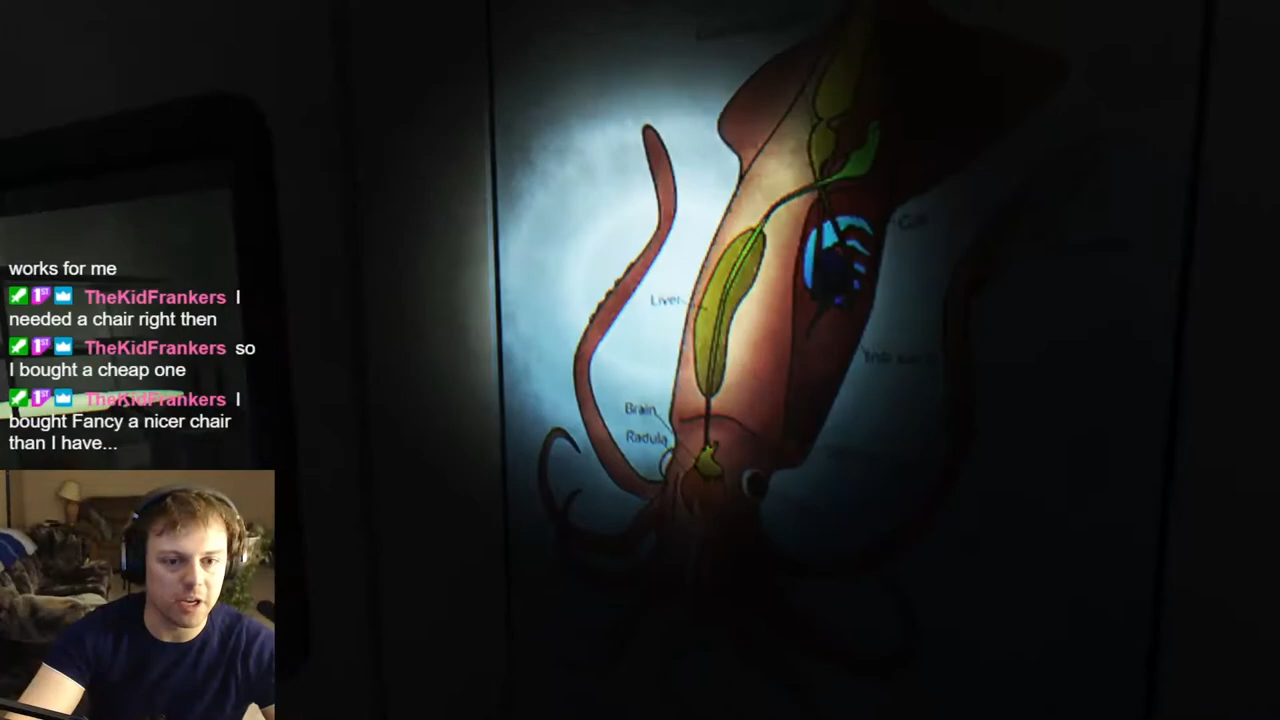 works for me
TheKidFrankers I
needed a chair right then
TheKidFrankers so
I bought a cheap one
TheKidFrankers I
bought Fancy a nicer chair
than I have...
Liver
Brain
Radula